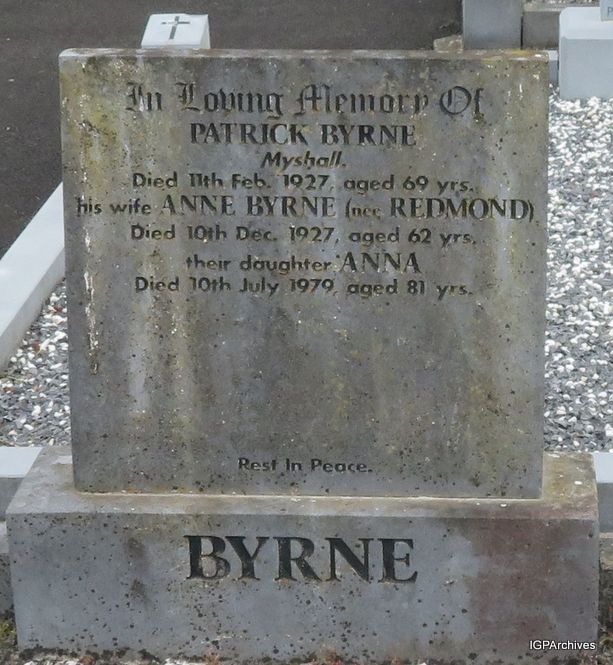 In Loving Memory Of
PATRICK BYRNE
Myshall.
Died 11th Feb. 1927, aged 69 yrs.
his wife ANNE BYRNE (nee REDMOND)
Died 10th Dec. 1927, aged 62 yrs.
their daughter ANNA
Died 10th July 1979, aged 81 yrs.
Rest In Peace.
BYRNE
IGPArchives